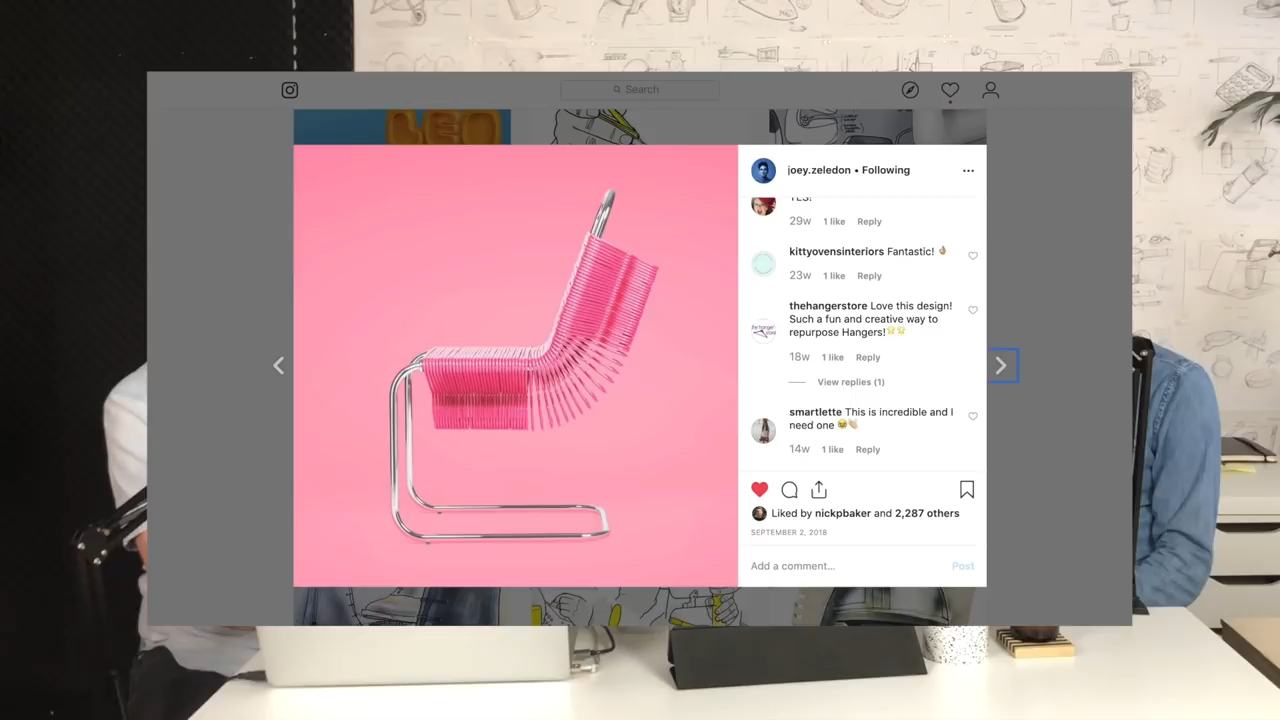 Search
joey.zeledon • Following
YES!
29w 1 like Reply
kittyovensinteriors Fantastic! 👌🏽
23w 1 like Reply
thehangerstore Love this design!
Such a fun and creative way to
repurpose Hangers!
18w 1 like Reply
View replies (1)
smartlette This is incredible and I
need one 😂👏🏼
14w 1 like Reply
Liked by nickpbaker and 2,287 others
SEPTEMBER 2, 2018
Add a comment...
Post